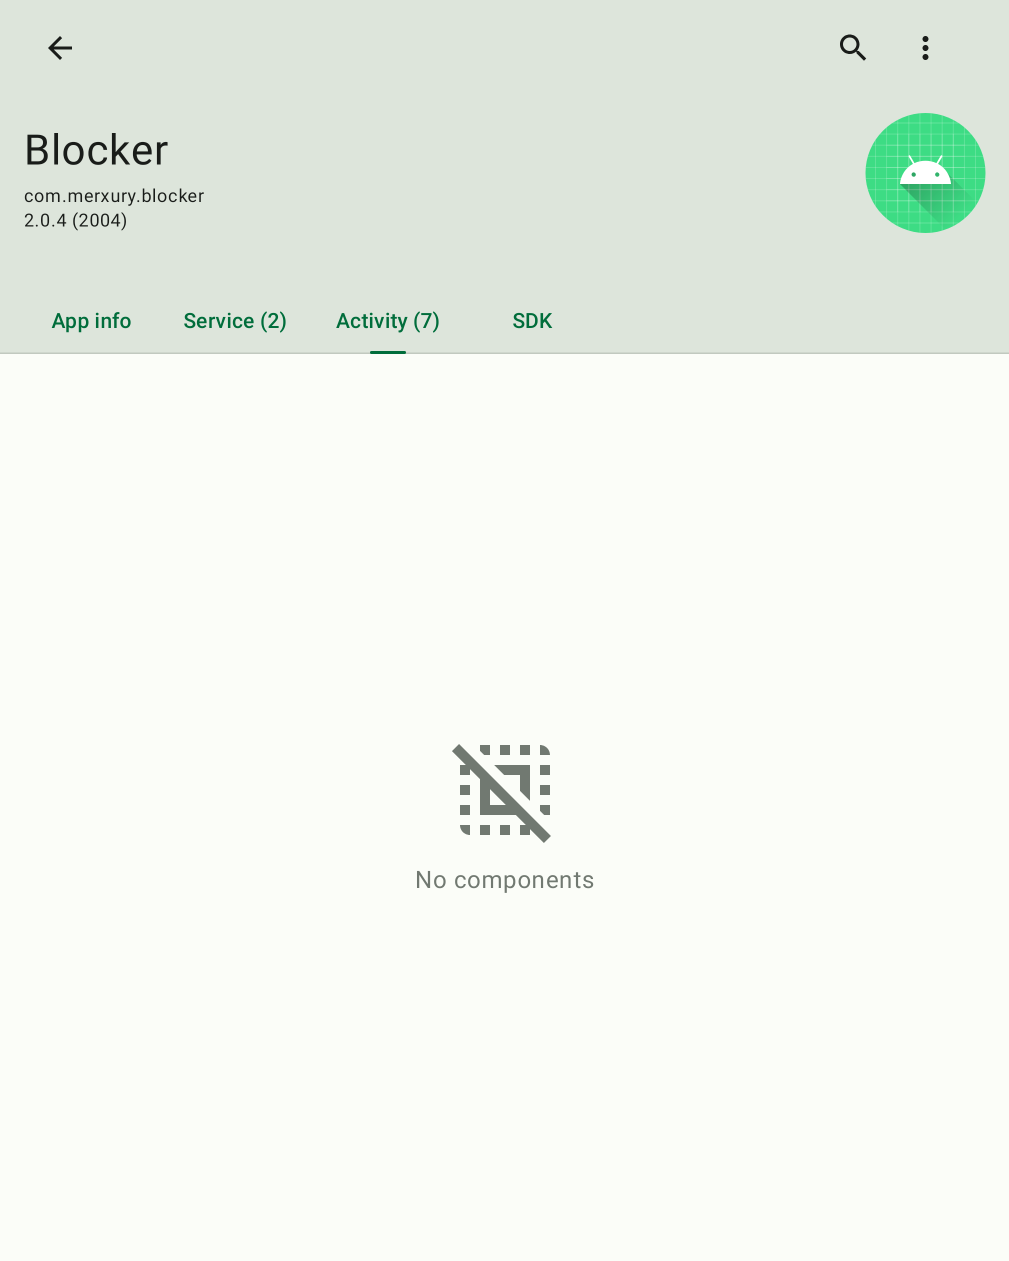 Blocker
com.merxury.blocker
2.0.4 (2004)
App info
Service (2)
Activity (7)
SDK
No components